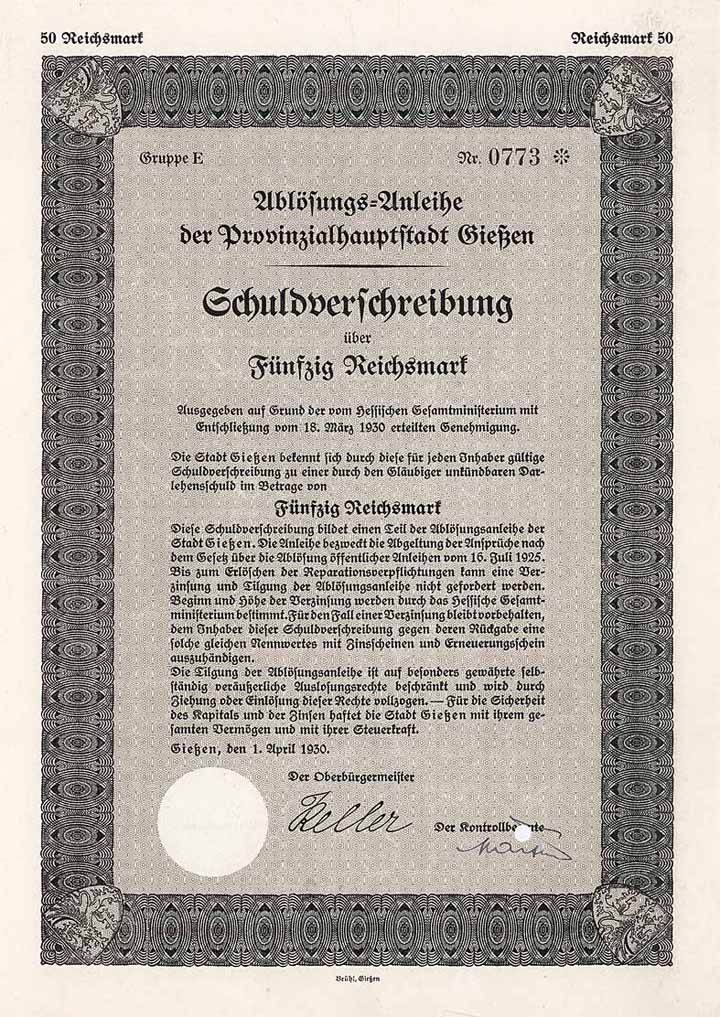 50 Reichsmark
Reichsmark 50
Gruppe E
Nr. 0773 ※
Ablösungs=Anleihe
der Provinzialhauptstadt Gießen
Schuldverschreibung
über
Fünfzig Reichsmark
Ausgegeben auf Grund der vom Hessischen Gesamtministerium mit
Entschließung vom 18. März 1930 erteilten Genehmigung.
Die Stadt Gießen bekennt sich durch diese für jeden Inhaber gültige
Schuldverschreibung zu einer durch den Gläubiger unkündbaren Dar-
lehensschuld im Betrage von
Fünfzig Reichsmark
Diese Schuldverschreibung bildet einen Teil der Ablösungsanleihe der
Stadt Gießen. Die Anleihe bezweckt die Abgeltung der Ansprüche nach
dem Gesetz über die Ablösung öffentlicher Anleihen vom 16. Juli 1925.
Bis zum Erlöschen der Reparationsverpflichtungen kann eine Ver-
zinsung und Tilgung der Ablösungsanleihe nicht gefordert werden.
Beginn und Höhe der Verzinsung werden durch das Hessische Gesamt-
ministerium bestimmt. Für den Fall einer Verzinsung bleibt vorbehalten,
dem Inhaber dieser Schuldverschreibung gegen deren Rückgabe eine
solche gleichen Nennwertes mit Zinsscheinen und Erneuerungsschein
auszuhändigen.
Die Tilgung der Ablösungsanleihe ist auf besonders gewährte selb-
ständig veräußerliche Auslosungsrechte beschränkt und wird durch
Ziehung oder Einlösung dieser Rechte vollzogen. — Für die Sicherheit
des Kapitals und der Zinsen haftet die Stadt Gießen mit ihrem ge-
samten Vermögen und mit ihrer Steuerkraft.
Gießen, den 1. April 1930.
Der Oberbürgermeister
Keller
Der Kontrollbeamte
Brühl, Gießen